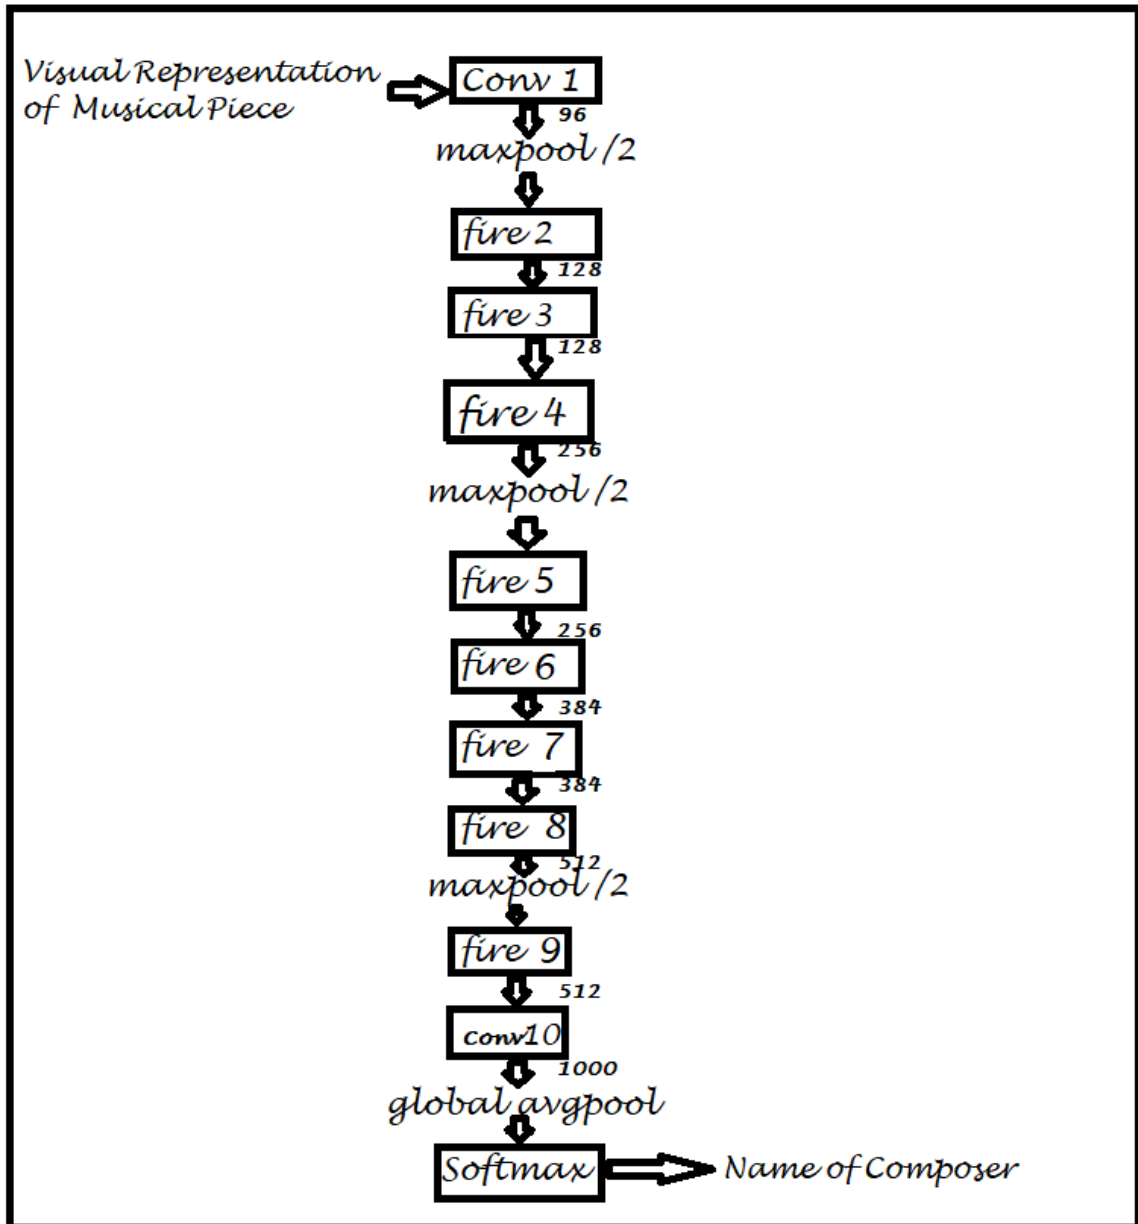 Visual Representation
of Musical Piece
Conv 1
96
maxpool /2
fire 2
128
fire 3
128
fire 4
256
maxpool /2
fire 5
256
fire 6
384
fire 7
384
fire 8
512
maxpool /2
fire 9
512
conv10
1000
global avgpool
Softmax
Name of Composer